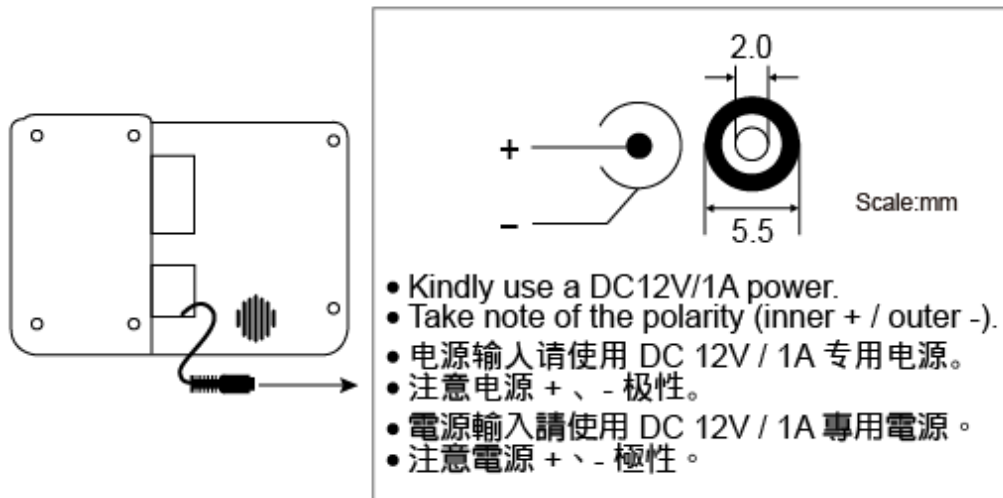 2.0
+
-
5.5
Scale:mm
• Kindly use a DC12V/1A power.
• Take note of the polarity (inner + / outer -).
• 电源输人请使用 DC 12V / 1A 专用电源。
• 注意电源 + 、 - 极性。
• 電源輸入請使用 DC 12V / 1A 專用電源。
• 注意電源 + 、- 極性。